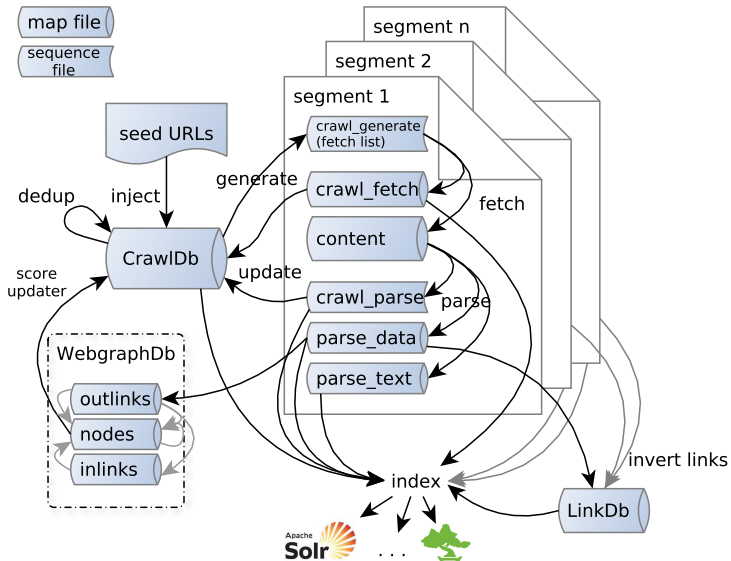 map file
sequence
file
segment n
segment 2
segment 1
seed URLs
crawl_generate
(fetch list)
generate
inject
dedup
crawl_fetch
fetch
content
CrawlDb
update
score
updater
crawl_parse
parse
parse_data
WebgraphDb
parse_text
outlinks
nodes
inlinks
invert links
index
LinkDb
Apache
Solr
. . .